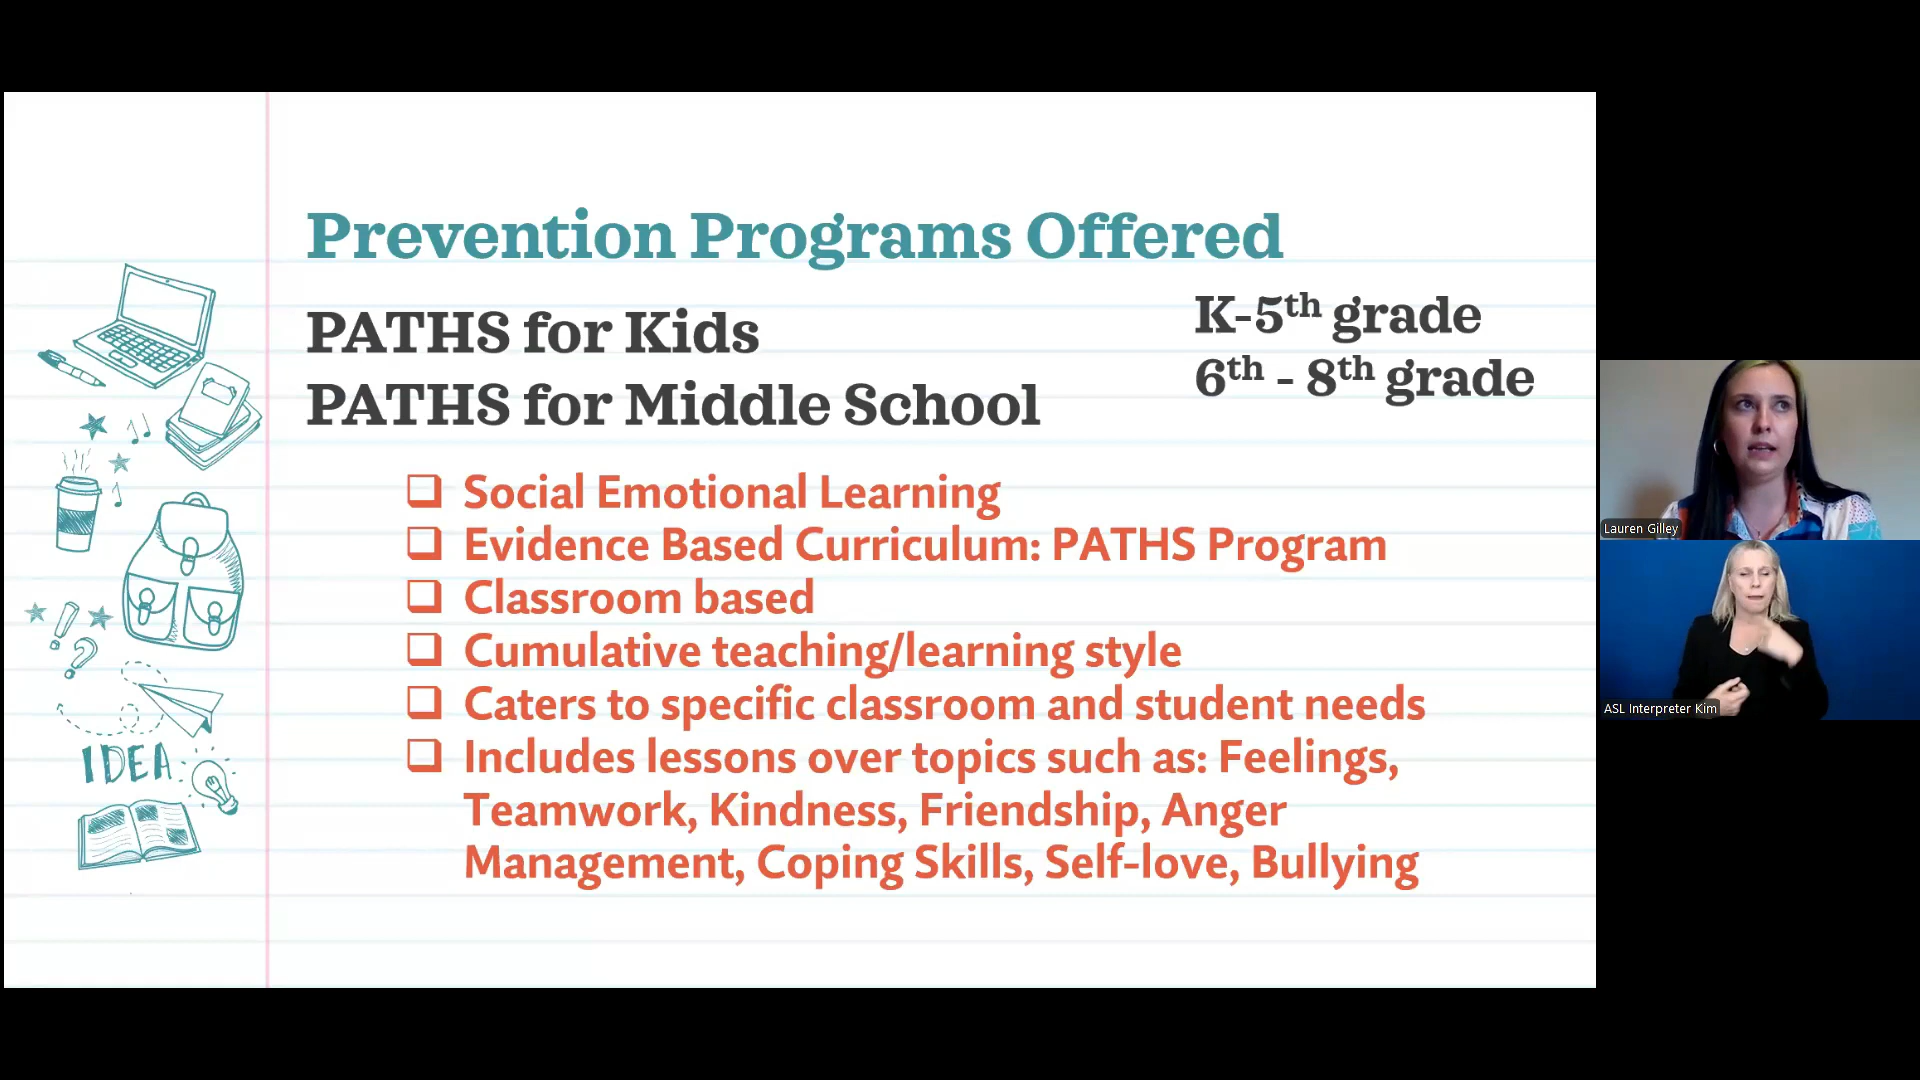 Prevention Programs Offered
PATHS for Kids
K-5th grade
PATHS for Middle School
6th - 8th grade
❑ Social Emotional Learning
❑ Evidence Based Curriculum: PATHS Program
❑ Classroom based
❑ Cumulative teaching/learning style
❑ Caters to specific classroom and student needs
❑ Includes lessons over topics such as: Feelings,
Teamwork, Kindness, Friendship, Anger
Management, Coping Skills, Self-love, Bullying
IDEA
Lauren Gilley
ASL Interpreter Kim